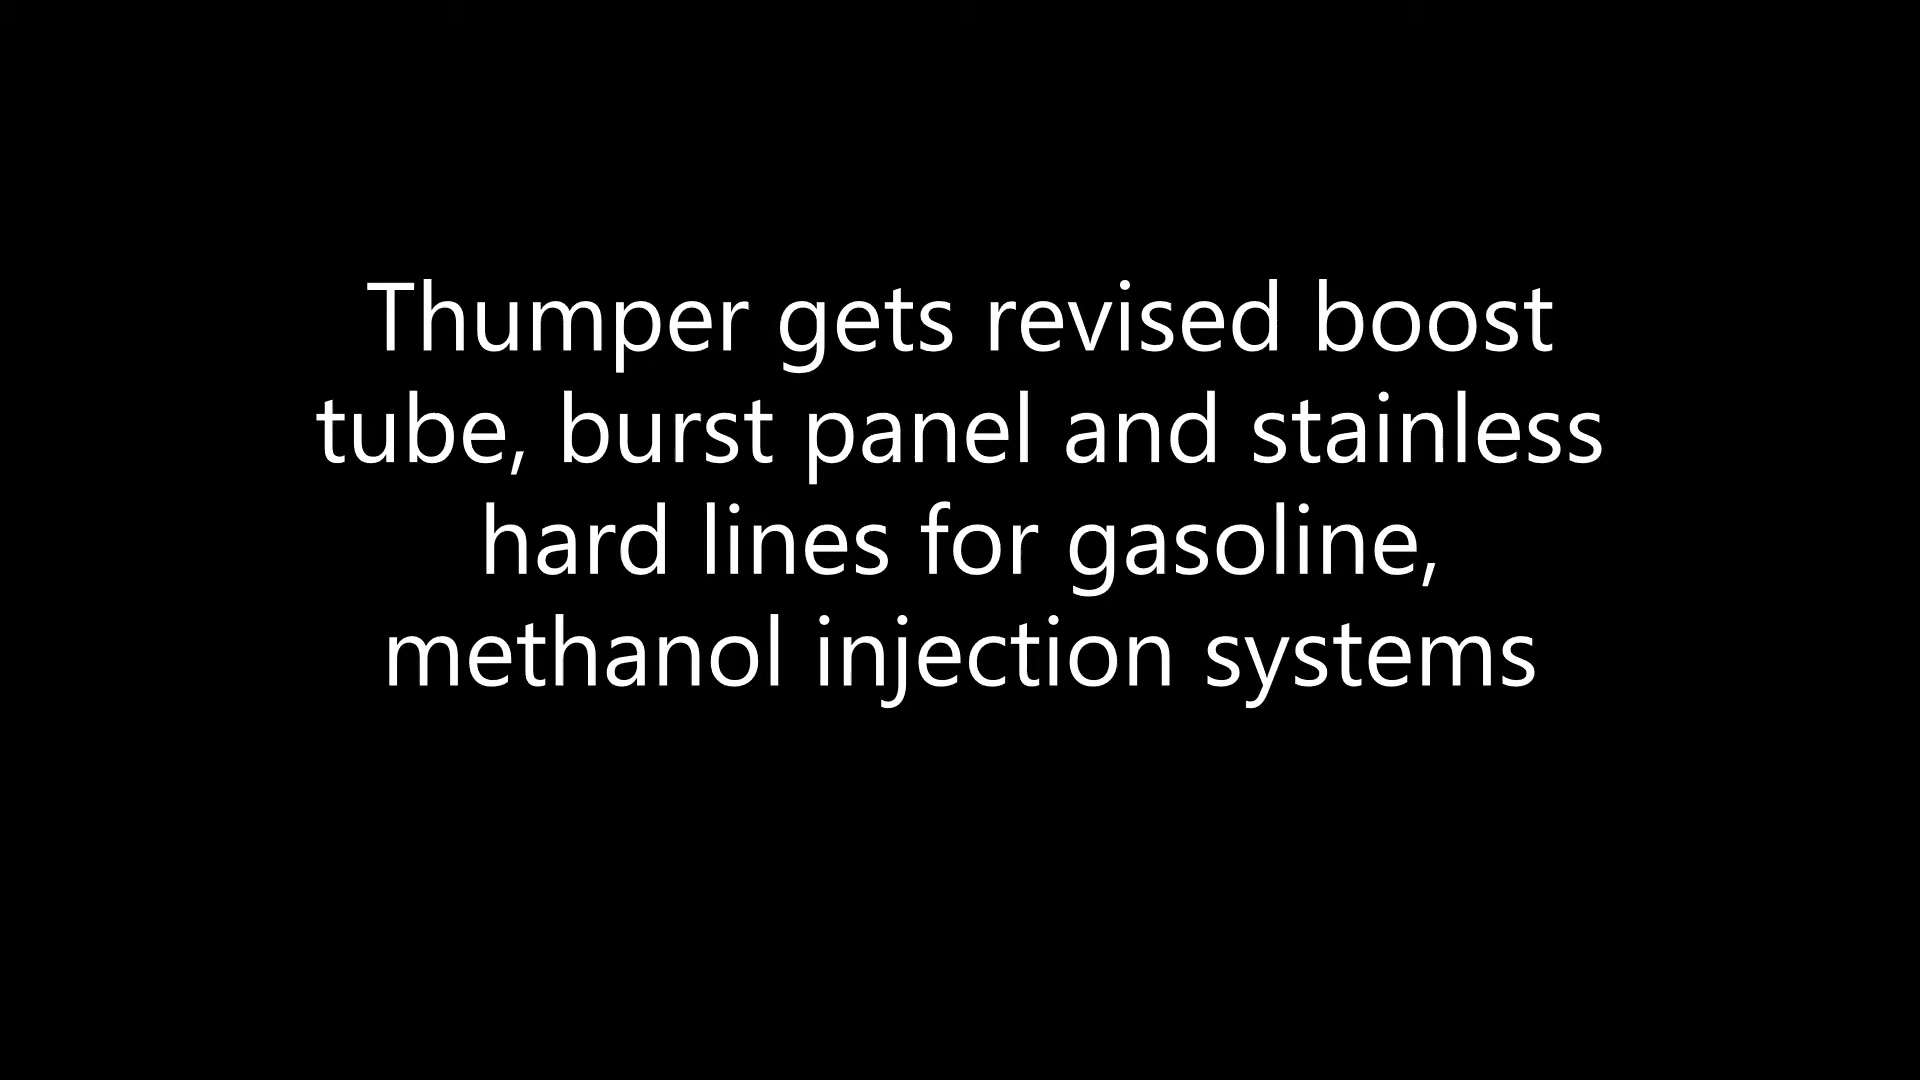 Thumper gets revised boost
tube, burst panel and stainless
hard lines for gasoline,
methanol injection systems